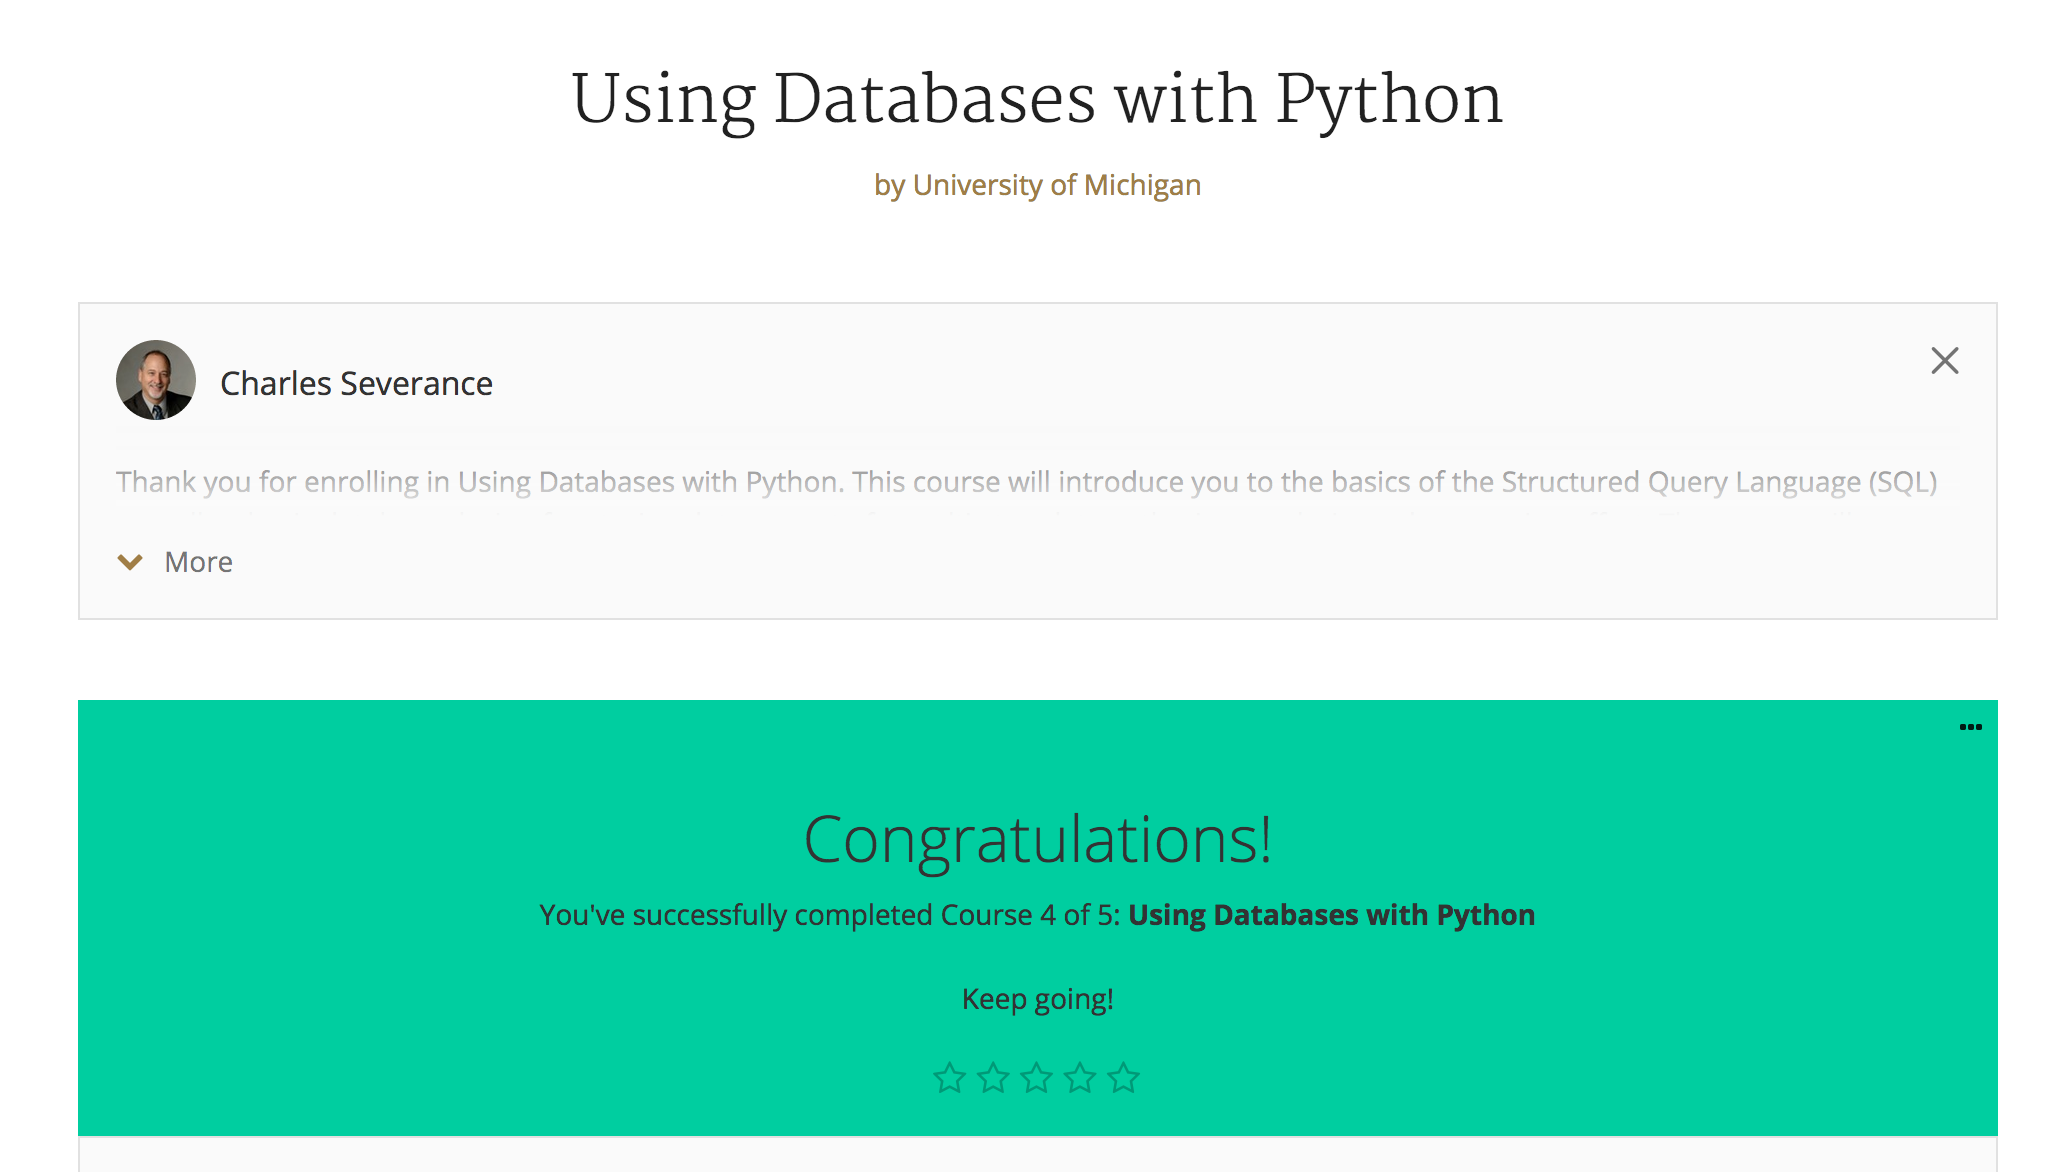 Using Databases with Python
by University of Michigan
Charles Severance
Thank you for enrolling in Using Databases with Python. This course will introduce you to the basics of the Structured Query Language (SQL)
More
Congratulations!
You've successfully completed Course 4 of 5: Using Databases with Python
Keep going!